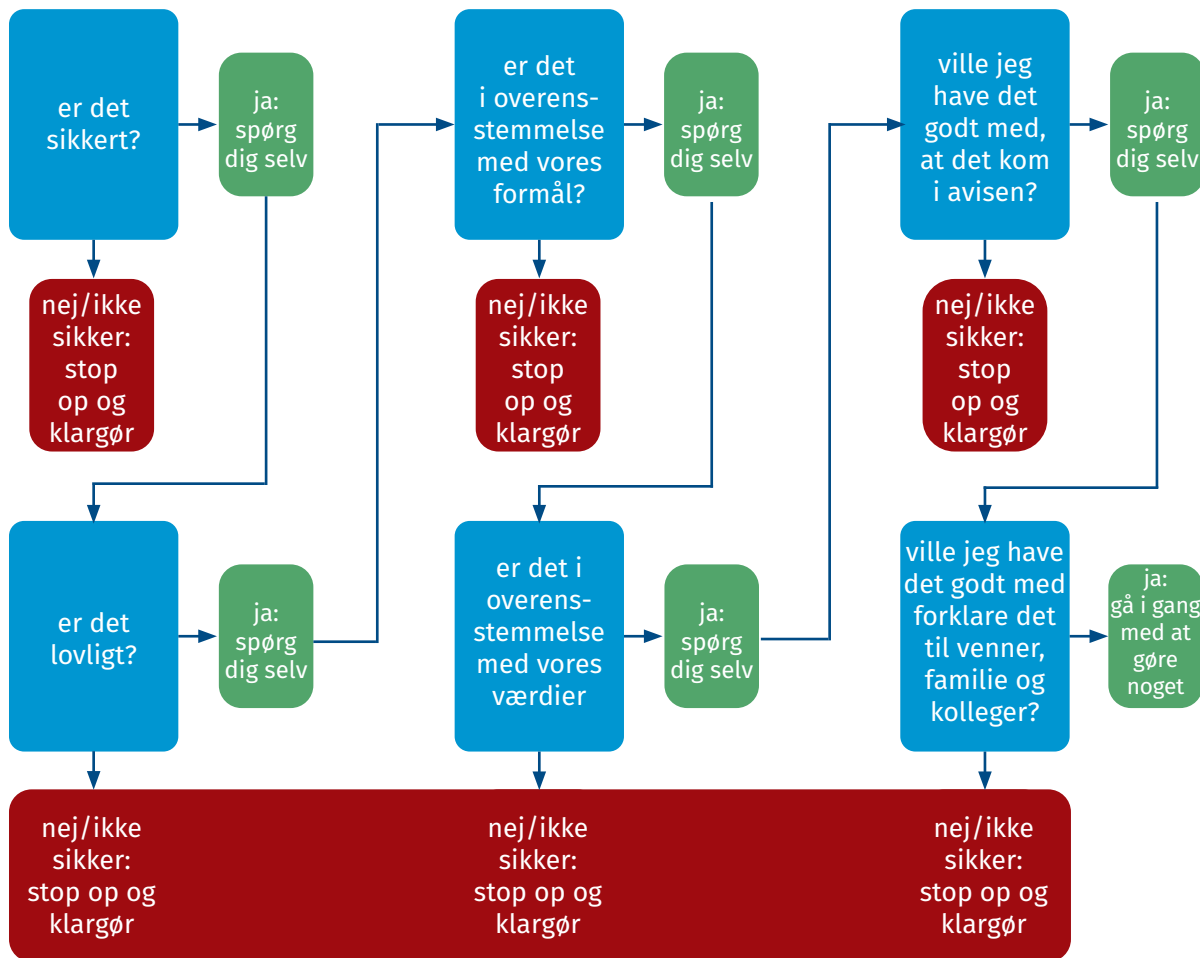 er det
sikkert?
ja:
spørg
dig selv
nej/ikke
sikker:
stop
op og
klargør
er det
lovligt?
ja:
spørg
dig selv
er det
i overens-
stemmelse
med vores
formål?
ja:
spørg
dig selv
nej/ikke
sikker:
stop
op og
klargør
er det i
overens-
stemmelse
med vores
værdier
ja:
spørg
dig selv
ville jeg
have det
godt med,
at det kom
i avisen?
ja:
spørg
dig selv
nej/ikke
sikker:
stop
op og
klargør
ville jeg have
det godt med
forklare det
til venner,
familie og
kolleger?
ja:
gå i gang
med at
gøre
noget
nej/ikke
sikker:
stop op og
klargør
nej/ikke
sikker:
stop op og
klargør
nej/ikke
sikker:
stop op og
klargør